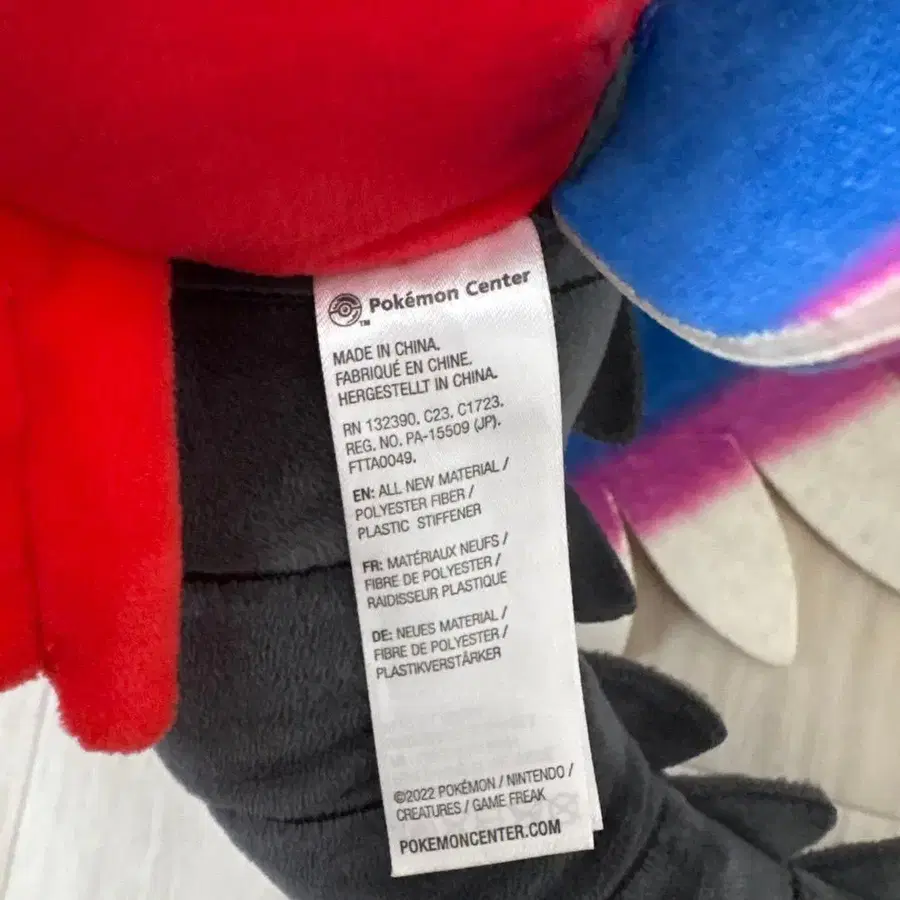 Pokémon Center
TM
MADE IN CHINA.
FABRIQUÉ EN CHINE.
HERGESTELLT IN CHINA.
RN 132390. C23. C1723.
REG. NO. PA-15509 (JP).
FTTA0049.
EN: ALL NEW MATERIAL /
POLYESTER FIBER /
PLASTIC STIFFENER
FR: MATÉRIAUX NEUFS /
FIBRE DE POLYESTER /
RAIDISSEUR PLASTIQUE
DE: NEUES MATERIAL /
FIBRE DE POLYESTER /
PLASTIKVERSTÄRKER
©2022 POKÉMON / NINTENDO /
CREATURES / GAME FREAK
POKEMONCENTER.COM